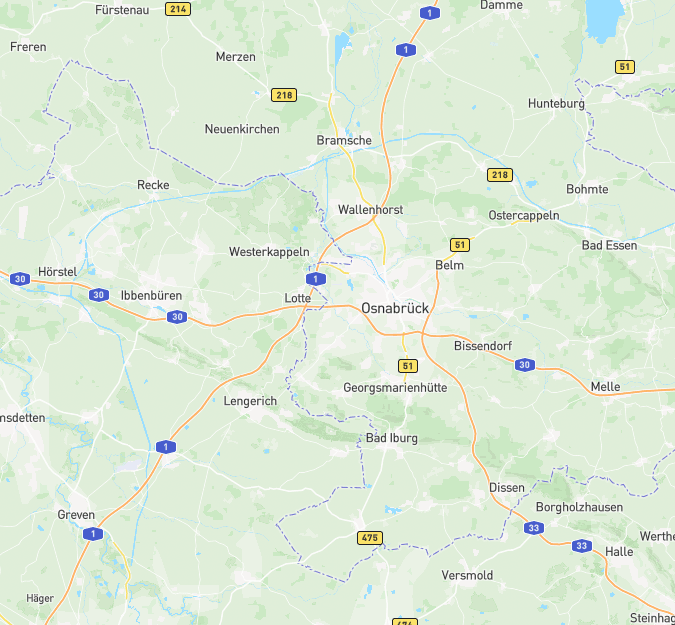 Fürstenau
214
1
Damme
Freren
1
Merzen
51
218
Hunteburg
Neuenkirchen
Bramsche
218
Recke
Bohmte
Wallenhorst
Ostercappeln
51
Bad Essen
Westerkappeln
Belm
Hörstel
30
1
30
Ibbenbüren
Lotte
Osnabrück
30
Bissendorf
51
30
Georgsmarienhütte
Melle
Lengerich
msdetten
Bad Iburg
1
Dissen
Borgholzhausen
Greven
33
1
475
33
Werthe
Halle
Versmold
Häger
474
Steinhag